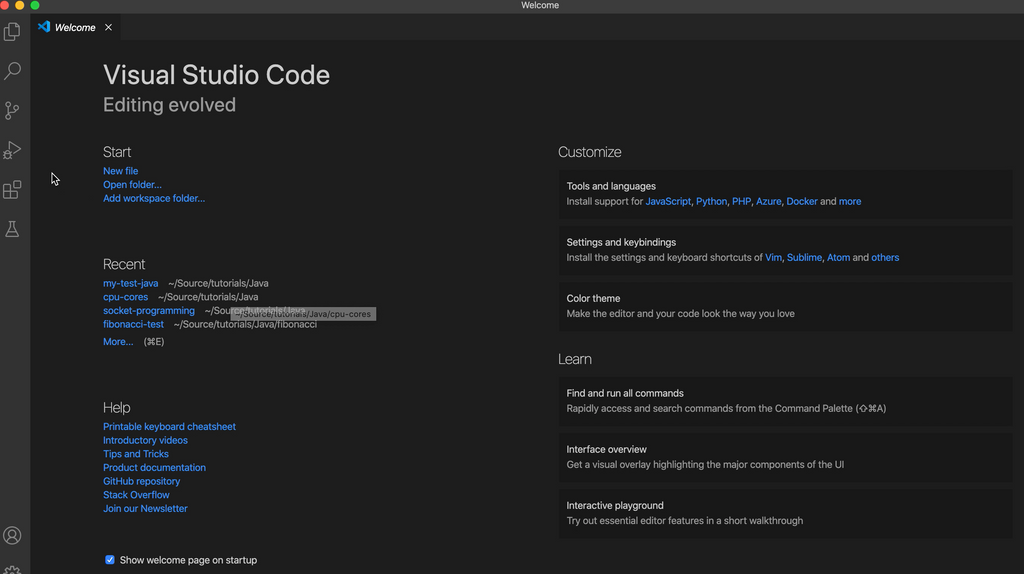 Welcome
Welcome
Visual Studio Code
Editing evolved
Start
New file
Open folder...
Add workspace folder...
Recent
my-test-java ~/Source/tutorials/Java
cpu-cores ~/Source/tutorials/Java
socket-programming ~/Source/tutorials/Java
~/Source/tutorials/Java/cpu-cores
fibonacci-test ~/Source/tutorials/Java/fibonacci
More... (⌘E)
Help
Printable keyboard cheatsheet
Introductory videos
Tips and Tricks
Product documentation
GitHub repository
Stack Overflow
Join our Newsletter
Show welcome page on startup
Customize
Tools and languages
Install support for JavaScript, Python, PHP, Azure, Docker and more
Settings and keybindings
Install the settings and keyboard shortcuts of Vim, Sublime, Atom and others
Color theme
Make the editor and your code look the way you love
Learn
Find and run all commands
Rapidly access and search commands from the Command Palette (⇧⌘A)
Interface overview
Get a visual overlay highlighting the major components of the UI
Interactive playground
Try out essential editor features in a short walkthrough